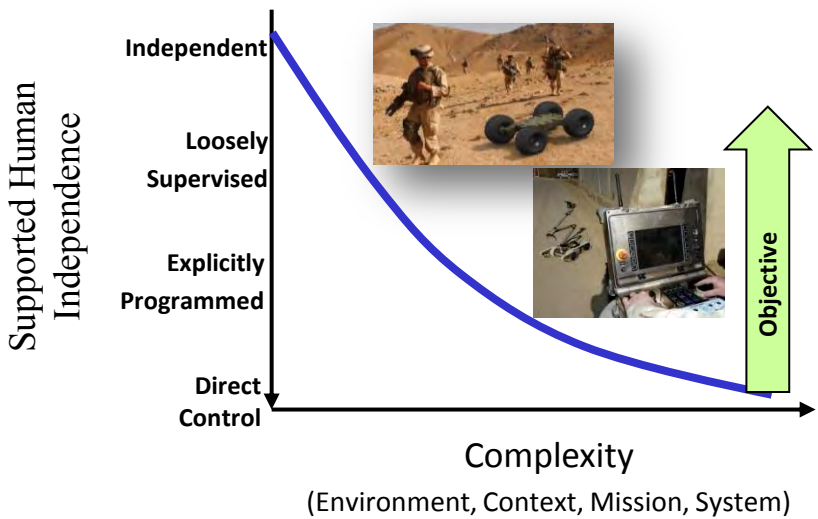 Supported Human
Independence
Independent
Loosely
Supervised
Explicitly
Programmed
Direct
Control
Objective
Complexity
(Environment, Context, Mission, System)